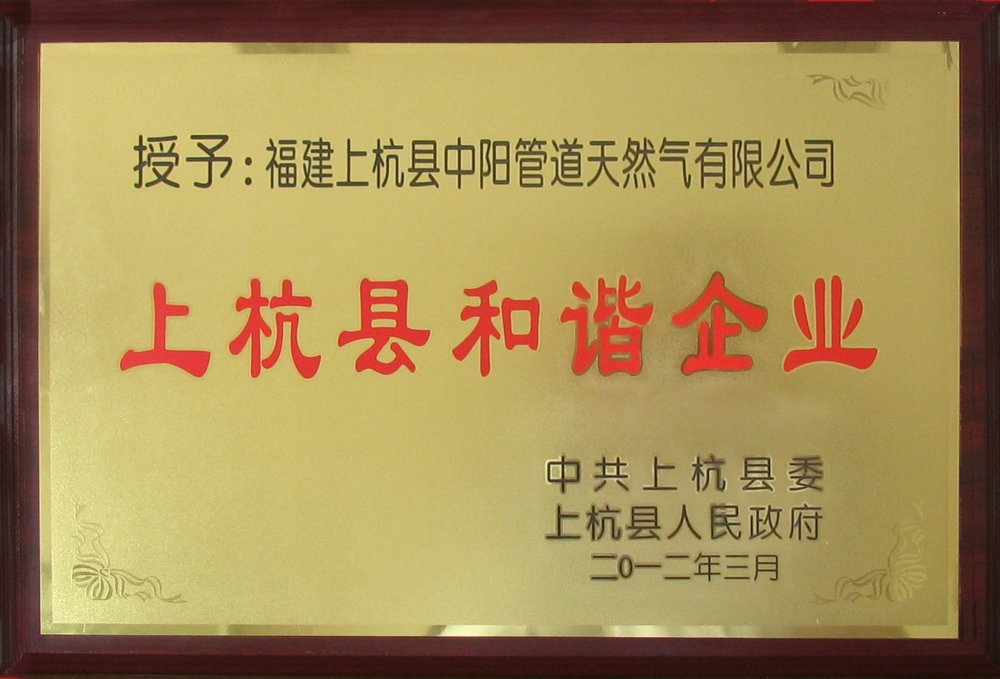 授予:福建上杭县中阳管道天然气有限公司
上杭县和谐企业
中共上杭县委
上杭县人民政府
二0一二年三月